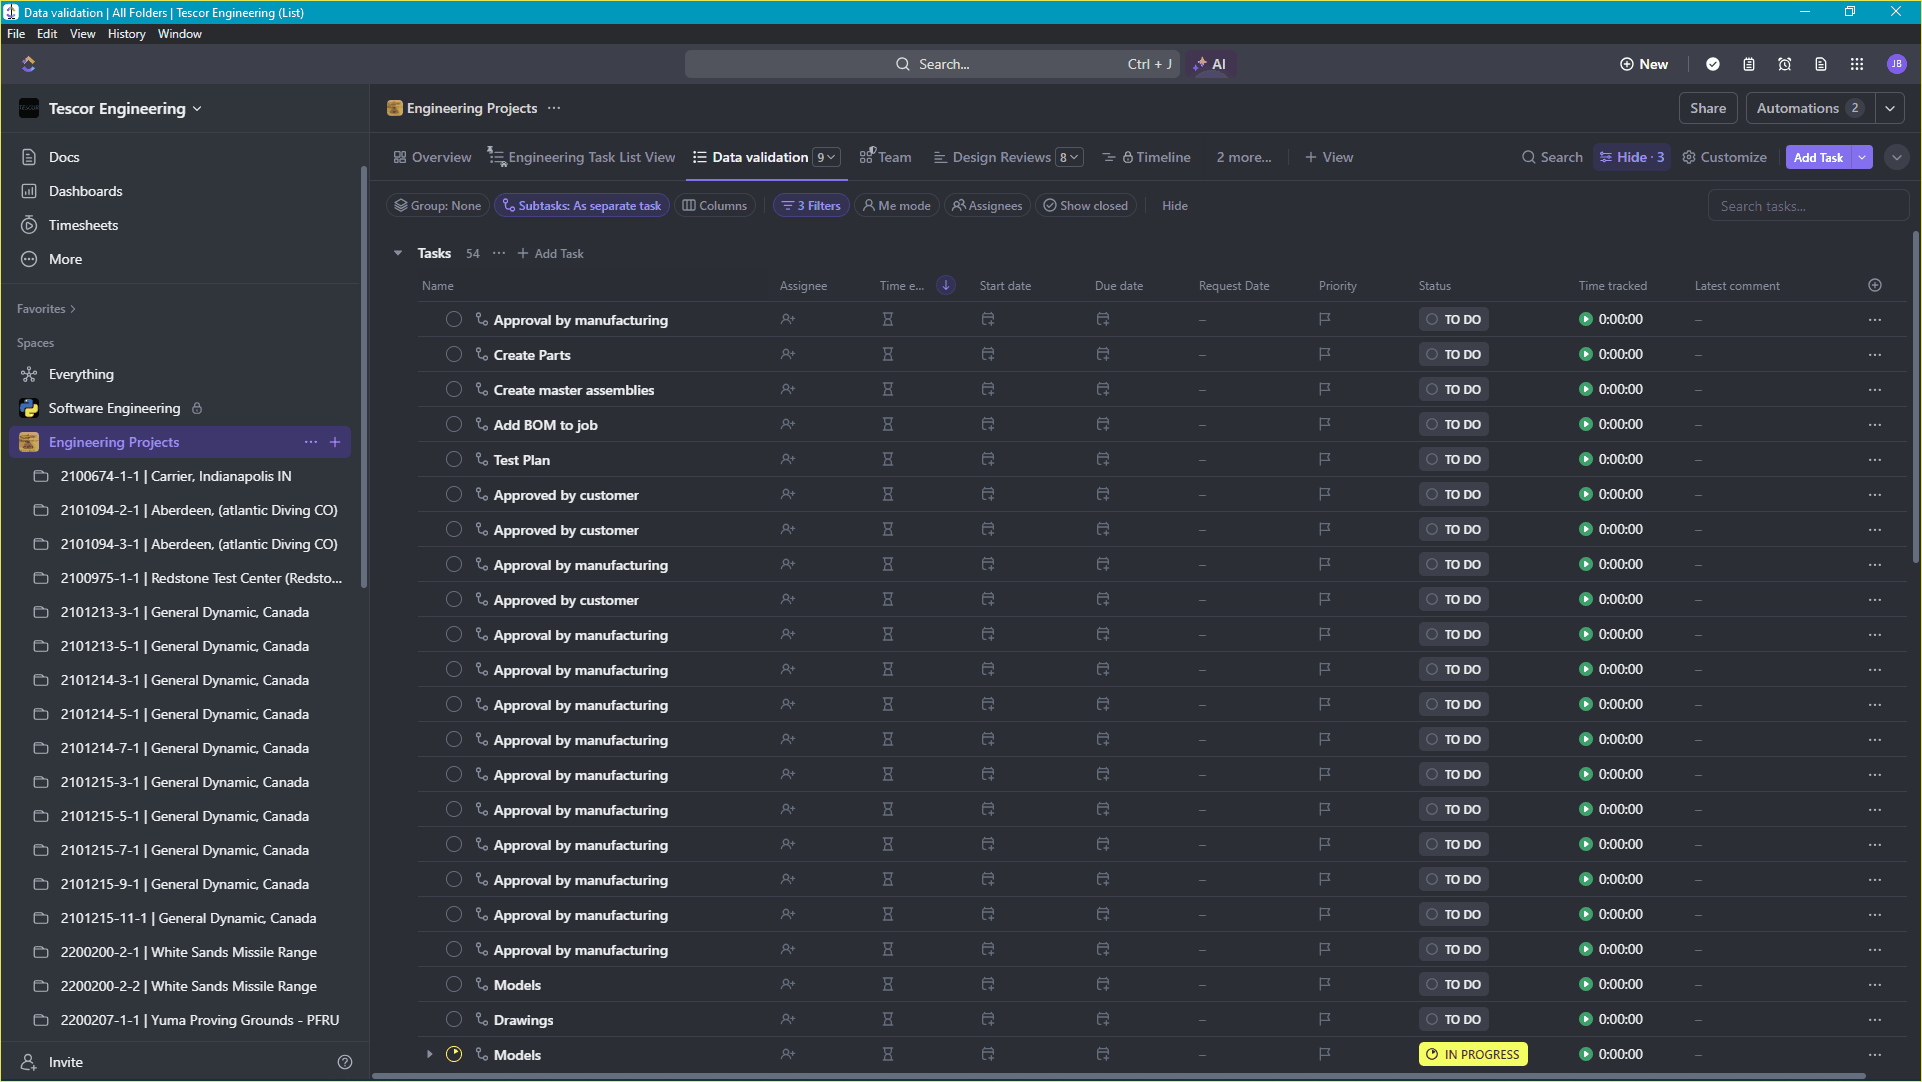 Data validation | All Folders | Tescor Engineering (List)
File Edit View History Window
Search... Ctrl + J AI New JB
Tescor Engineering
Docs
Dashboards
Timesheets
More
Favorites
Spaces
Everything
Software Engineering
Engineering Projects
2100674-1-1 | Carrier, Indianapolis IN
2101094-2-1 | Aberdeen, (atlantic Diving CO)
2101094-3-1 | Aberdeen, (atlantic Diving CO)
2100975-1-1 | Redstone Test Center (Redsto...
2101213-3-1 | General Dynamic, Canada
2101213-5-1 | General Dynamic, Canada
2101214-3-1 | General Dynamic, Canada
2101214-5-1 | General Dynamic, Canada
2101214-7-1 | General Dynamic, Canada
2101215-3-1 | General Dynamic, Canada
2101215-5-1 | General Dynamic, Canada
2101215-7-1 | General Dynamic, Canada
2101215-9-1 | General Dynamic, Canada
2101215-11-1 | General Dynamic, Canada
2200200-2-1 | White Sands Missile Range
2200200-2-2 | White Sands Missile Range
2200207-1-1 | Yuma Proving Grounds - PFRU
Invite
Engineering Projects ... Share Automations 2
Overview Engineering Task List View Data validation 9 Team Design Reviews 8 Timeline 2 more... + View Search Hide · 3 Customize Add Task
Group: None Subtasks: As separate task Columns 3 Filters Me mode Assignees Show closed Hide Search tasks...
Tasks 54 ... + Add Task
Name Assignee Time e... Start date Due date Request Date Priority Status Time tracked Latest comment
Approval by manufacturing – TO DO 0:00:00 –
Create Parts – TO DO 0:00:00 –
Create master assemblies – TO DO 0:00:00 –
Add BOM to job – TO DO 0:00:00 –
Test Plan – TO DO 0:00:00 –
Approved by customer – TO DO 0:00:00 –
Approved by customer – TO DO 0:00:00 –
Approval by manufacturing – TO DO 0:00:00 –
Approved by customer – TO DO 0:00:00 –
Approval by manufacturing – TO DO 0:00:00 –
Approval by manufacturing – TO DO 0:00:00 –
Approval by manufacturing – TO DO 0:00:00 –
Approval by manufacturing – TO DO 0:00:00 –
Approval by manufacturing – TO DO 0:00:00 –
Approval by manufacturing – TO DO 0:00:00 –
Approval by manufacturing – TO DO 0:00:00 –
Approval by manufacturing – TO DO 0:00:00 –
Approval by manufacturing – TO DO 0:00:00 –
Approval by manufacturing – TO DO 0:00:00 –
Models – TO DO 0:00:00 –
Drawings – TO DO 0:00:00 –
Models – IN PROGRESS 0:00:00 –